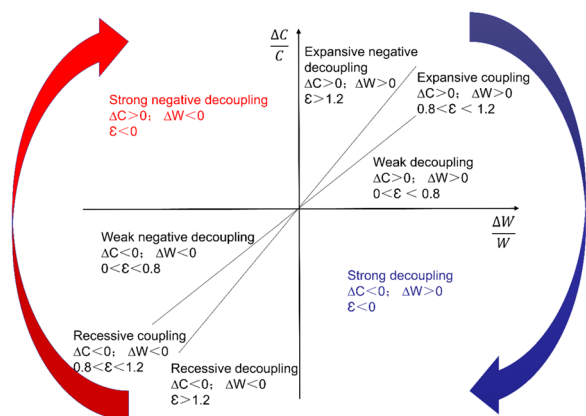 ΔC
C
Expansive negative
decoupling
ΔC>0; ΔW>0
Ɛ>1.2
Expansive coupling
ΔC>0; ΔW>0
0.8<Ɛ < 1.2
Strong negative decoupling
ΔC>0; ΔW<0
Ɛ<0
Weak decoupling
ΔC>0; ΔW>0
0<Ɛ < 0.8
ΔW
W
Weak negative decoupling
ΔC<0; ΔW<0
0<Ɛ<0.8
Strong decoupling
ΔC<0; ΔW>0
Ɛ<0
Recessive coupling
ΔC<0; ΔW<0
0.8<Ɛ<1.2
Recessive decoupling
ΔC<0; ΔW<0
Ɛ>1.2